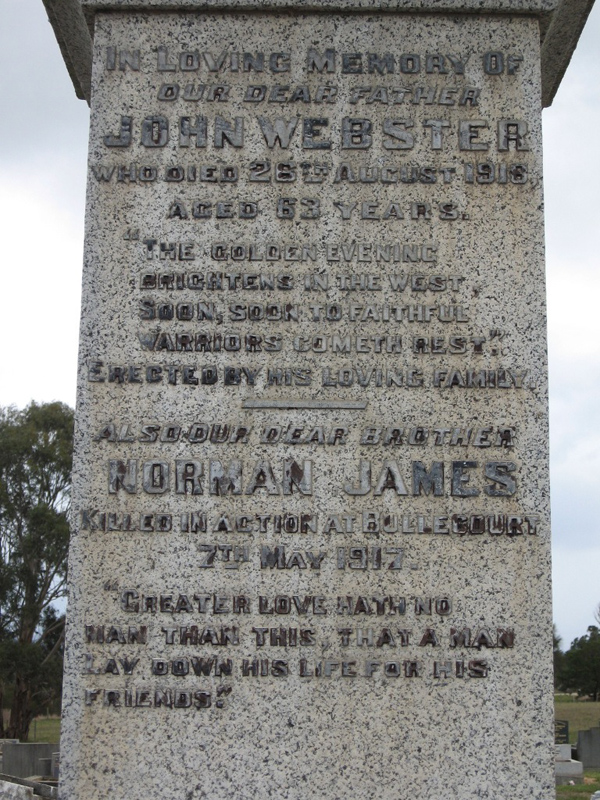 IN LOVING MEMORY OF
OUR DEAR FATHER
JOHN WEBSTER
WHO DIED 28TH AUGUST 1916
AGED 63 YEARS.
"THE GOLDEN EVENING
BRIGHTENS IN THE WEST,
SOON, SOON TO FAITHFUL
WARRIORS COMETH REST."
ERECTED BY HIS LOVING FAMILY.
ALSO OUR DEAR BROTHER
NORMAN JAMES
KILLED IN ACTION AT BULLECOURT
7TH MAY 1917.
"GREATER LOVE HATH NO
MAN THAN THIS, THAT A MAN
LAY DOWN HIS LIFE FOR HIS
FRIENDS."